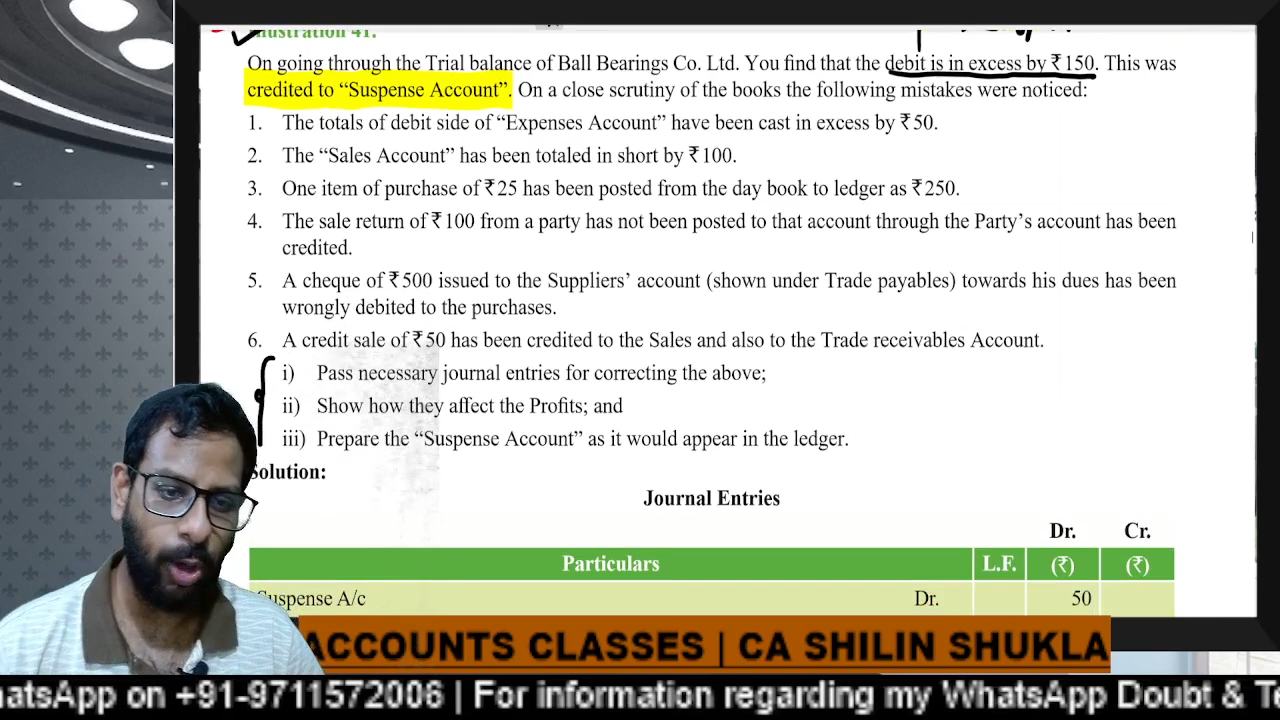 Illustration 41.
On going through the Trial balance of Ball Bearings Co. Ltd. You find that the debit is in excess by ₹150. This was
credited to “Suspense Account”. On a close scrutiny of the books the following mistakes were noticed:
1. The totals of debit side of “Expenses Account” have been cast in excess by ₹50.
2. The “Sales Account” has been totaled in short by ₹100.
3. One item of purchase of ₹25 has been posted from the day book to ledger as ₹250.
4. The sale return of ₹100 from a party has not been posted to that account through the Party’s account has been
credited.
5. A cheque of ₹500 issued to the Suppliers’ account (shown under Trade payables) towards his dues has been
wrongly debited to the purchases.
6. A credit sale of ₹50 has been credited to the Sales and also to the Trade receivables Account.
i) Pass necessary journal entries for correcting the above;
ii) Show how they affect the Profits; and
iii) Prepare the “Suspense Account” as it would appear in the ledger.
Solution:
Journal Entries
Dr. Cr.
Particulars L.F. (₹) (₹)
Suspense A/c Dr. 50
ACCOUNTS CLASSES | CA SHILIN SHUKLA
WhatsApp on +91-9711572006 | For information regarding my WhatsApp Doubt &